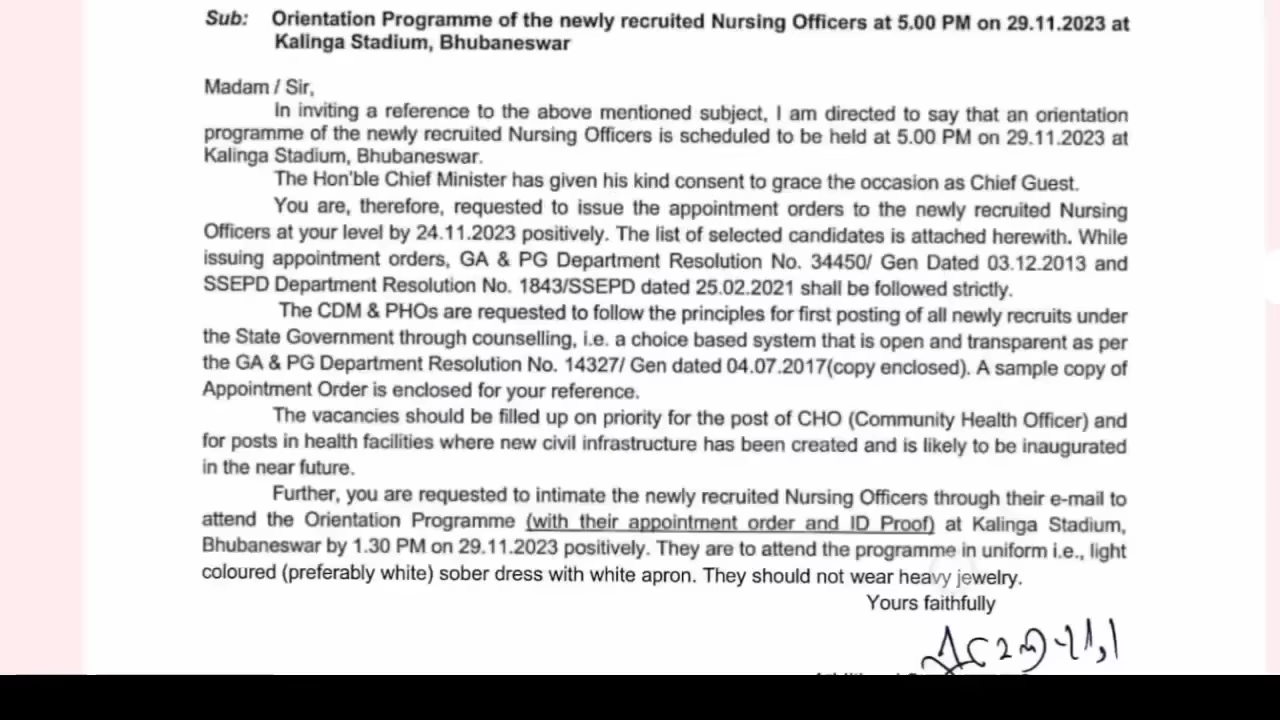 Sub: Orientation Programme of the newly recruited Nursing Officers at 5.00 PM on 29.11.2023 at
Kalinga Stadium, Bhubaneswar
Madam / Sir,
In inviting a reference to the above mentioned subject, I am directed to say that an orientation
programme of the newly recruited Nursing Officers is scheduled to be held at 5.00 PM on 29.11.2023 at
Kalinga Stadium, Bhubaneswar.
The Hon'ble Chief Minister has given his kind consent to grace the occasion as Chief Guest.
You are, therefore, requested to issue the appointment orders to the newly recruited Nursing
Officers at your level by 24.11.2023 positively. The list of selected candidates is attached herewith. While
issuing appointment orders, GA & PG Department Resolution No. 34450/ Gen Dated 03.12.2013 and
SSEPD Department Resolution No. 1843/SSEPD dated 25.02.2021 shall be followed strictly.
The CDM & PHOs are requested to follow the principles for first posting of all newly recruits under
the State Government through counselling, i.e. a choice based system that is open and transparent as per
the GA & PG Department Resolution No. 14327/ Gen dated 04.07.2017(copy enclosed). A sample copy of
Appointment Order is enclosed for your reference.
The vacancies should be filled up on priority for the post of CHO (Community Health Officer) and
for posts in health facilities where new civil infrastructure has been created and is likely to be inaugurated
in the near future.
Further, you are requested to intimate the newly recruited Nursing Officers through their e-mail to
attend the Orientation Programme (with their appointment order and ID Proof) at Kalinga Stadium,
Bhubaneswar by 1.30 PM on 29.11.2023 positively. They are to attend the programme in uniform i.e., light
coloured (preferably white) sober dress with white apron. They should not wear heavy jewelry.
Yours faithfully